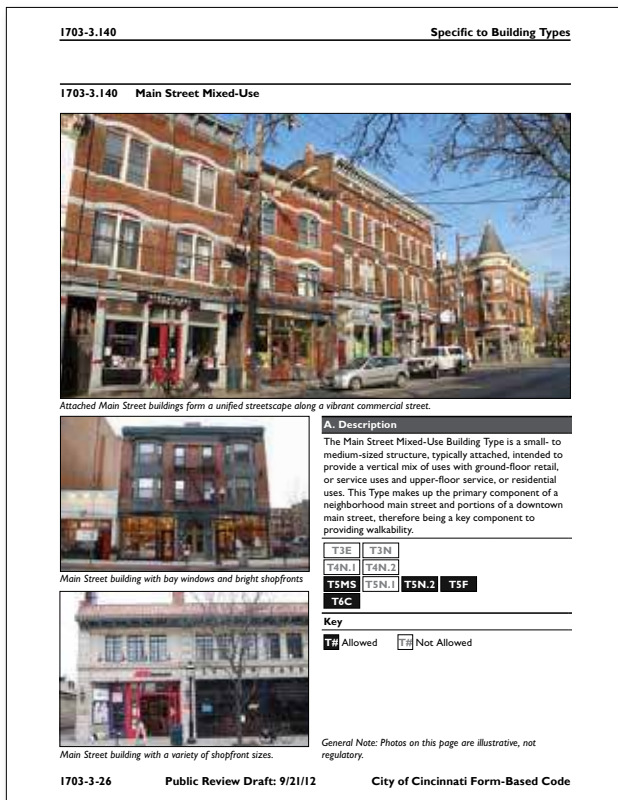 1703-3.140 Specific to Building Types
1703-3.140 Main Street Mixed-Use
Attached Main Street buildings form a unified streetscape along a vibrant commercial street.
Main Street building with bay windows and bright shopfronts
Main Street building with a variety of shopfront sizes.
A. Description
The Main Street Mixed-Use Building Type is a small- to
medium-sized structure, typically attached, intended to
provide a vertical mix of uses with ground-floor retail,
or service uses and upper-floor service, or residential
uses. This Type makes up the primary component of a
neighborhood main street and portions of a downtown
main street, therefore being a key component to
providing walkability.
T3E T3N
T4N.1 T4N.2
T5MS T5N.1 T5N.2 T5F
T6C
Key
T# Allowed T# Not Allowed
General Note: Photos on this page are illustrative, not
regulatory.
1703-3-26 Public Review Draft: 9/21/12 City of Cincinnati Form-Based Code